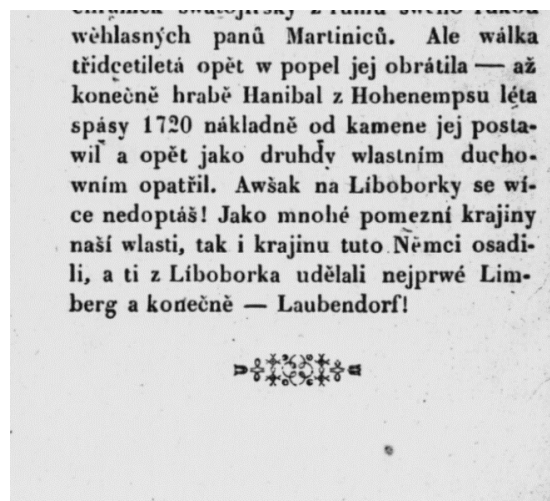 wěhlasných panů Martiniců. Ale wálka
třidcetiletá opět w popel jej obrátila — až
konečně hrabě Hanibal z Hohenempsu léta
spásy 1720 nákladně od kamene jej posta-
wil a opět jako druhdy wlastním ducho-
wním opatřil. Awšak na Líboborky se wí-
ce nedoptáš! Jako mnohé pomezní krajiny
naší wlasti, tak i krajinu tuto Němci osadi-
li, a ti z Líboborka udělali nejprwé Lim-
berg a konečně — Laubendorf!